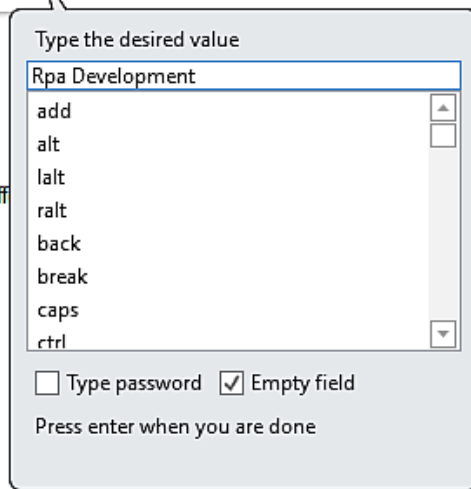 Type the desired value
Rpa Development
add
alt
lalt
ralt
back
break
caps
ctrl
Type password Empty field
Press enter when you are done